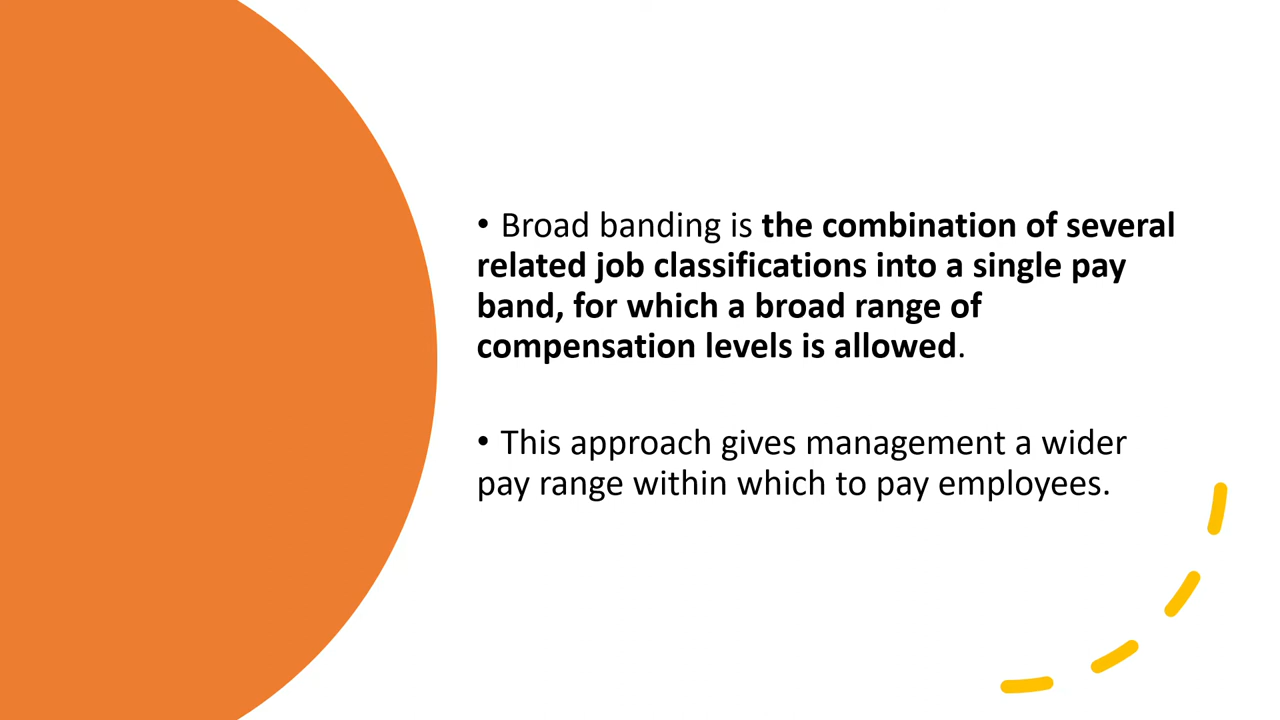 • Broad banding is the combination of several
related job classifications into a single pay
band, for which a broad range of
compensation levels is allowed.
• This approach gives management a wider
pay range within which to pay employees.